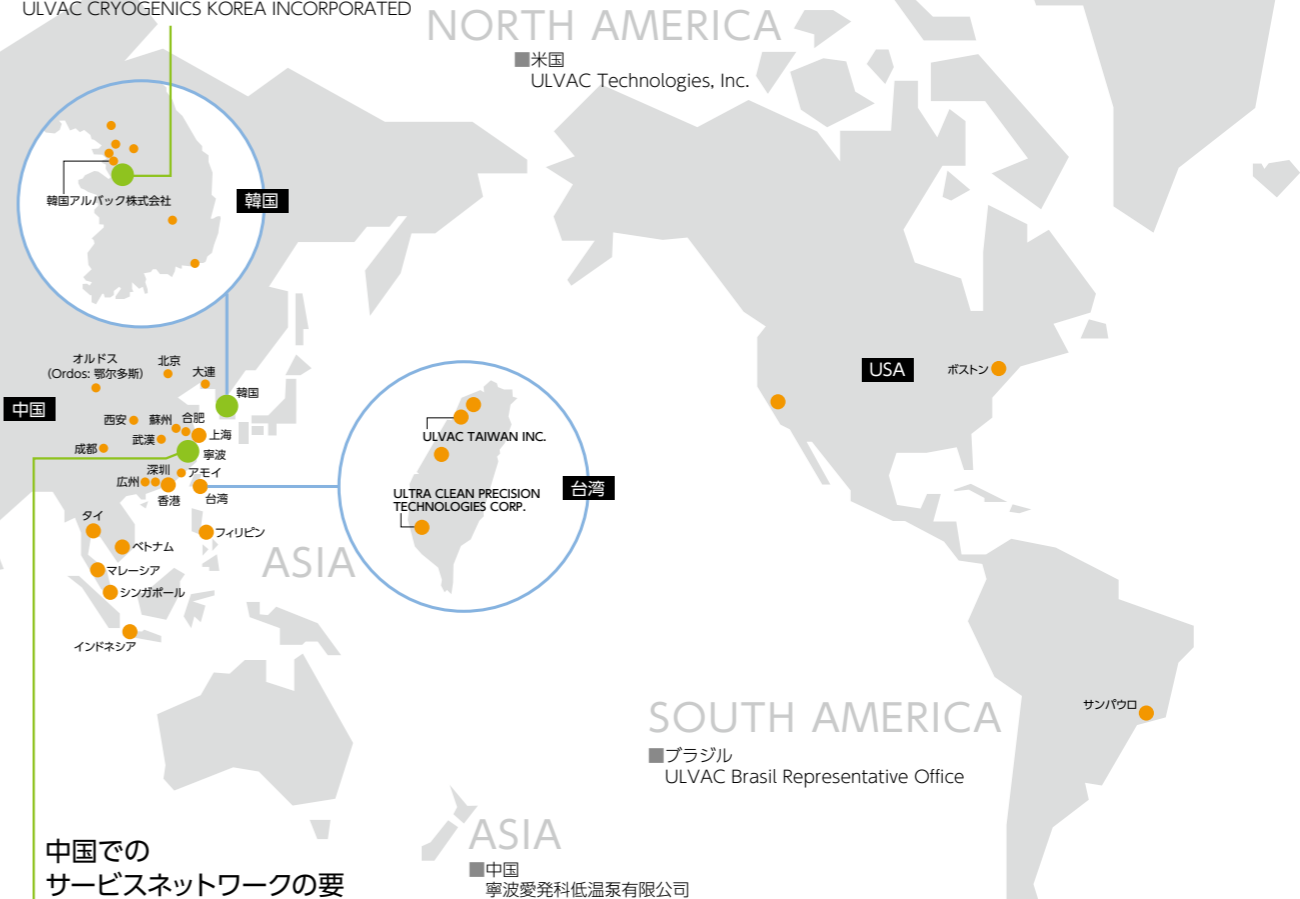 ULVAC CRYOGENICS KOREA INCORPORATED
NORTH AMERICA
■米国
ULVAC Technologies, Inc.
韓国アルバック株式会社
韓国
オルドス
(Ordos: 鄂尔多斯)
北京
大連
韓国
中国
西安
蘇州
合肥
上海
武漢
成都
寧波
深圳
アモイ
広州
香港
台湾
タイ
ベトナム
フィリピン
マレーシア
シンガポール
インドネシア
ASIA
ULVAC TAIWAN INC.
ULTRA CLEAN PRECISION
TECHNOLOGIES CORP.
台湾
USA
ボストン
サンパウロ
SOUTH AMERICA
■ブラジル
ULVAC Brasil Representative Office
中国での
サービスネットワークの要
ASIA
■中国
寧波愛発科低温泵有限公司